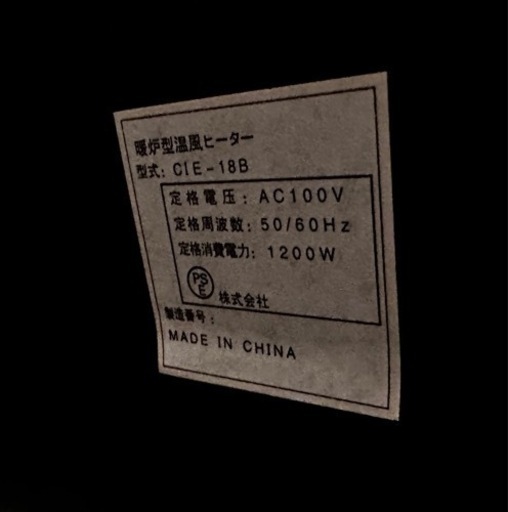 暖炉型温風ヒーター
型式: CIE-18B
定格電圧: AC100V
定格周波数: 50/60Hz
定格消費電力: 1200W
PSE 株式会社
製造番号:
MADE IN CHINA